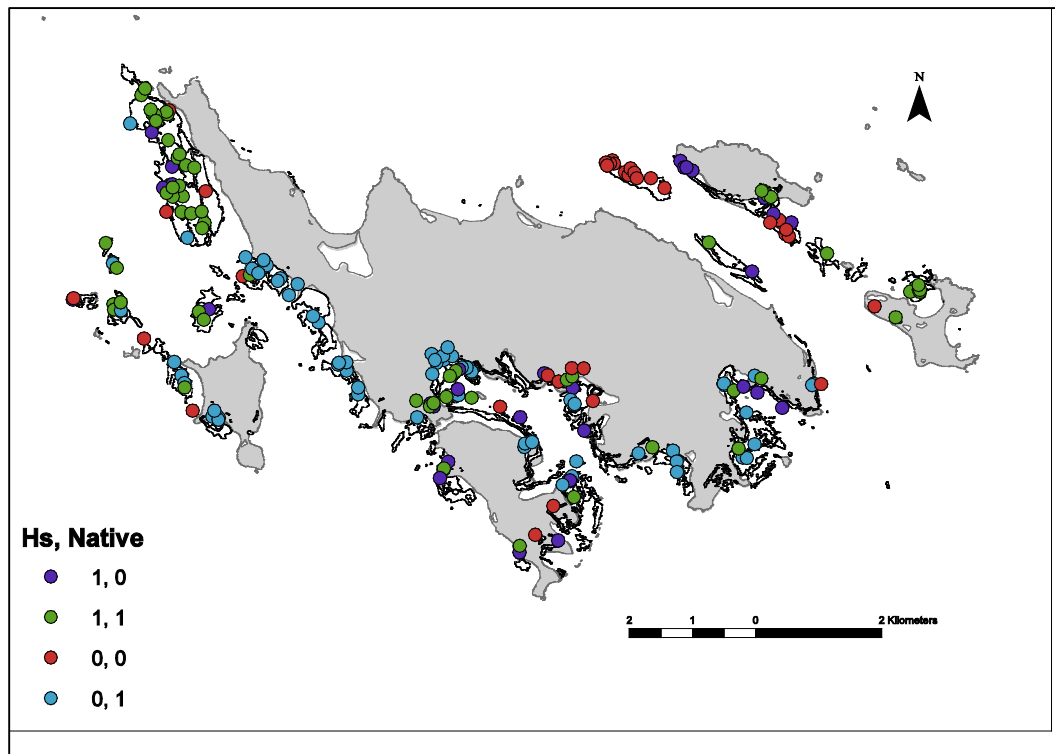 N
Hs, Native
1, 0
1, 1
0, 0
0, 1
2 1 0 2 Kilometers